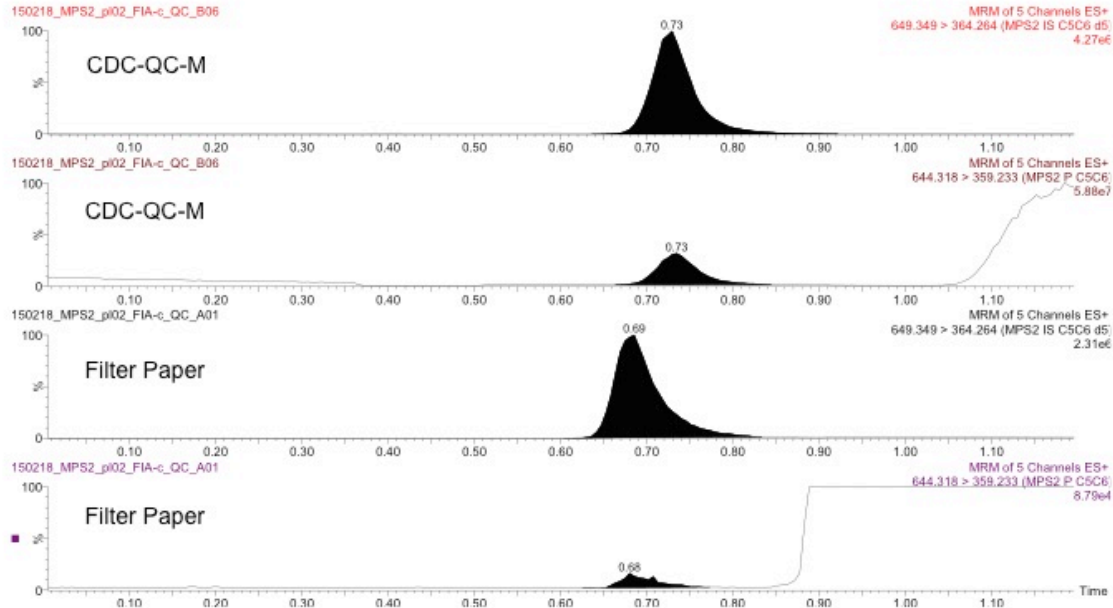 150218_MPS2_pl02_FIA-c_QC_B06
MRM of 5 Channels ES+
649.349 > 364.264 (MPS2 IS C5C6 d5)
4.27e6
100
%
0
0.73
CDC-QC-M
0.10 0.20 0.30 0.40 0.50 0.60 0.70 0.80 0.90 1.00 1.10
150218_MPS2_pl02_FIA-c_QC_B06
MRM of 5 Channels ES+
644.318 > 359.233 (MPS2 P C5C6)
5.88e7
100
%
0
0.73
CDC-QC-M
0.10 0.20 0.30 0.40 0.50 0.60 0.70 0.80 0.90 1.00 1.10
150218_MPS2_pl02_FIA-c_QC_A01
MRM of 5 Channels ES+
649.349 > 364.264 (MPS2 IS C5C6 d5)
2.31e6
100
%
0
0.69
Filter Paper
0.10 0.20 0.30 0.40 0.50 0.60 0.70 0.80 0.90 1.00 1.10
150218_MPS2_pl02_FIA-c_QC_A01
MRM of 5 Channels ES+
644.318 > 359.233 (MPS2 P C5C6)
8.79e4
100
%
0
0.68
Filter Paper
Time
0.10 0.20 0.30 0.40 0.50 0.60 0.70 0.80 0.90 1.00 1.10